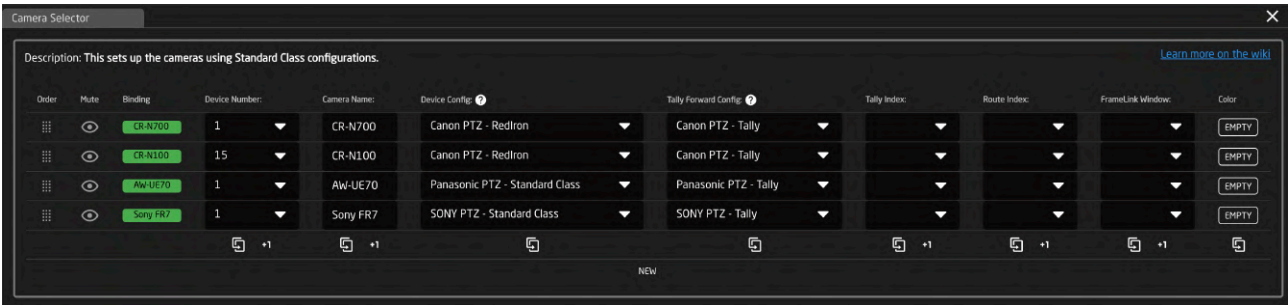 Camera Selector
Description: This sets up the cameras using Standard Class configurations. Learn more on the wiki
Order Mute Binding Device Number: Camera Name: Device Config: ? Tally Forward Config: ? Tally Index: Route Index: FrameLink Window: Color
CR-N700 1 CR-N700 Canon PTZ - RedIron Canon PTZ - Tally EMPTY
CR-N100 15 CR-N100 Canon PTZ - RedIron Canon PTZ - Tally EMPTY
AW-UE70 1 AW-UE70 Panasonic PTZ - Standard Class Panasonic PTZ - Tally EMPTY
Sony FR7 1 Sony FR7 SONY PTZ - Standard Class SONY PTZ - Tally EMPTY
+1 +1 +1 +1 +1
NEW